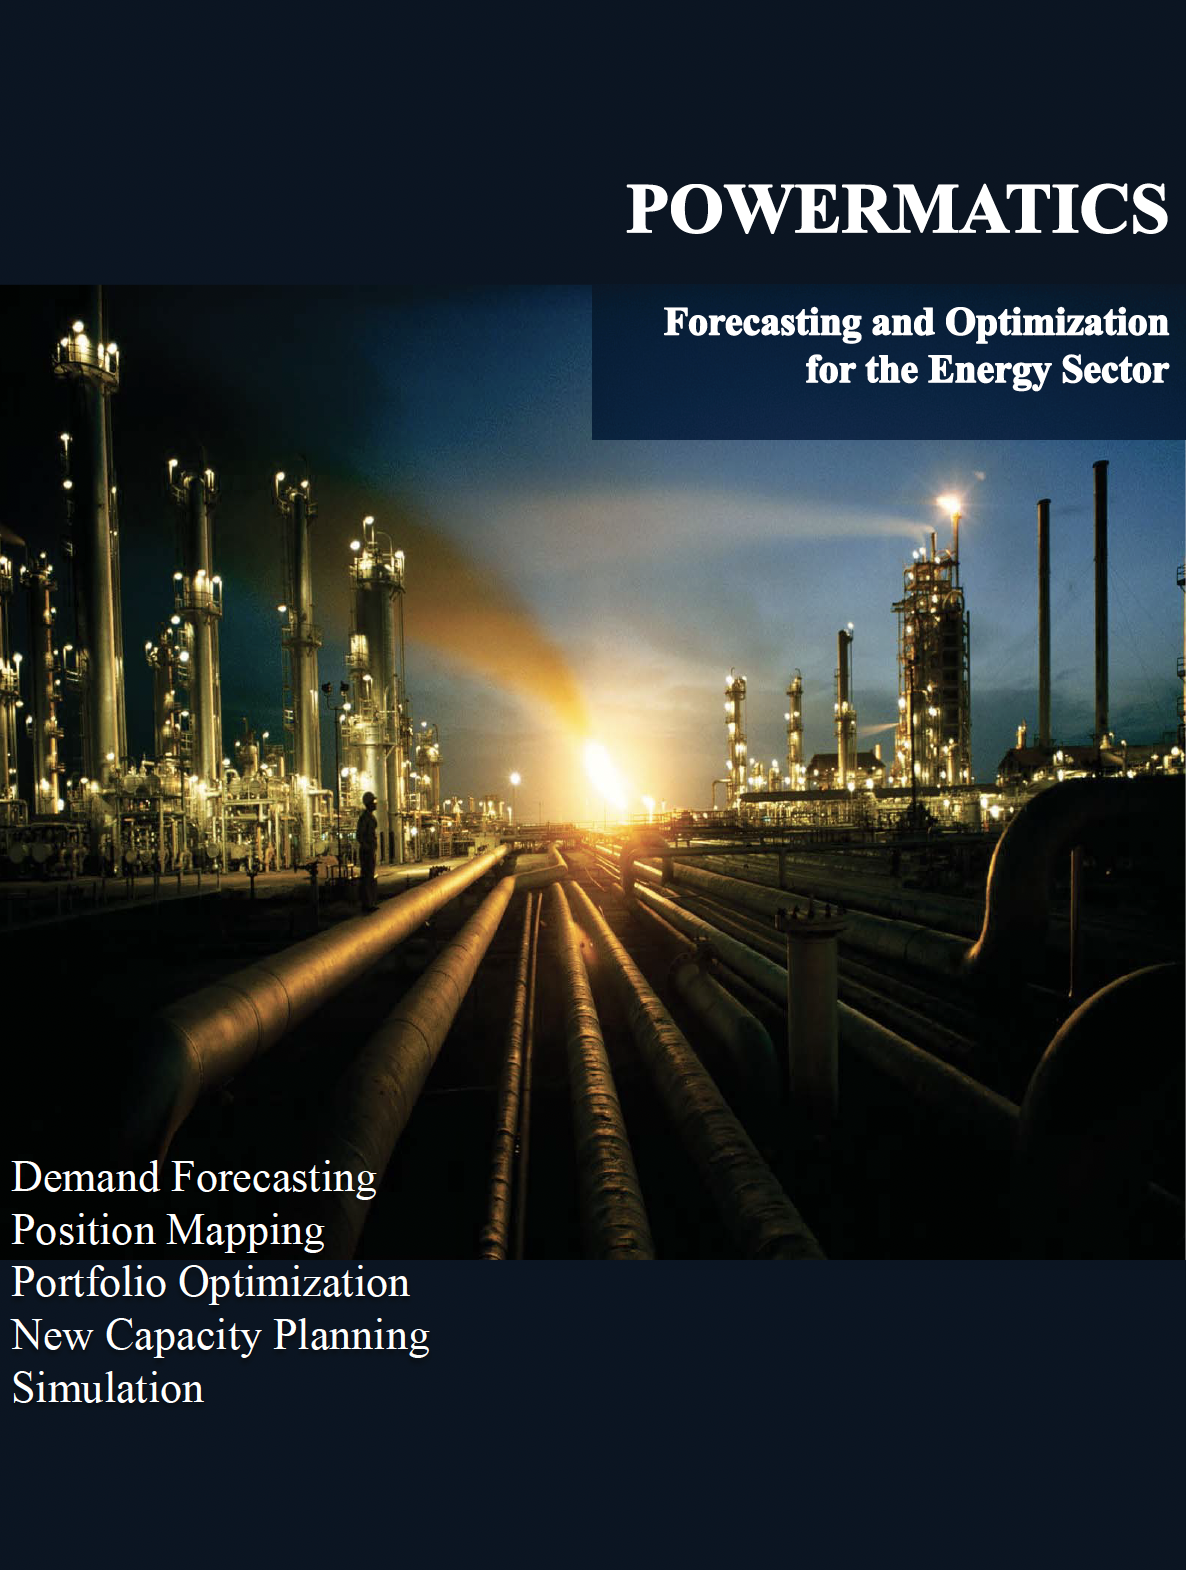 POWERMATICS
Forecasting and Optimization
for the Energy Sector
Demand Forecasting
Position Mapping
Portfolio Optimization
New Capacity Planning
Simulation